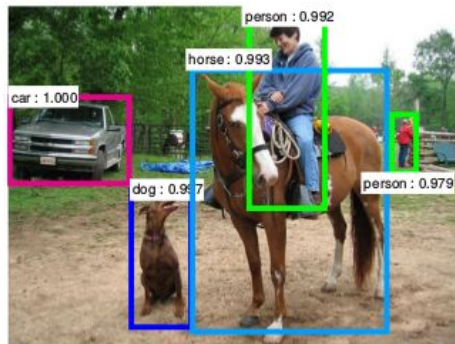 person : 0.992
horse : 0.993
car : 1.000
person : 0.979
dog : 0.997